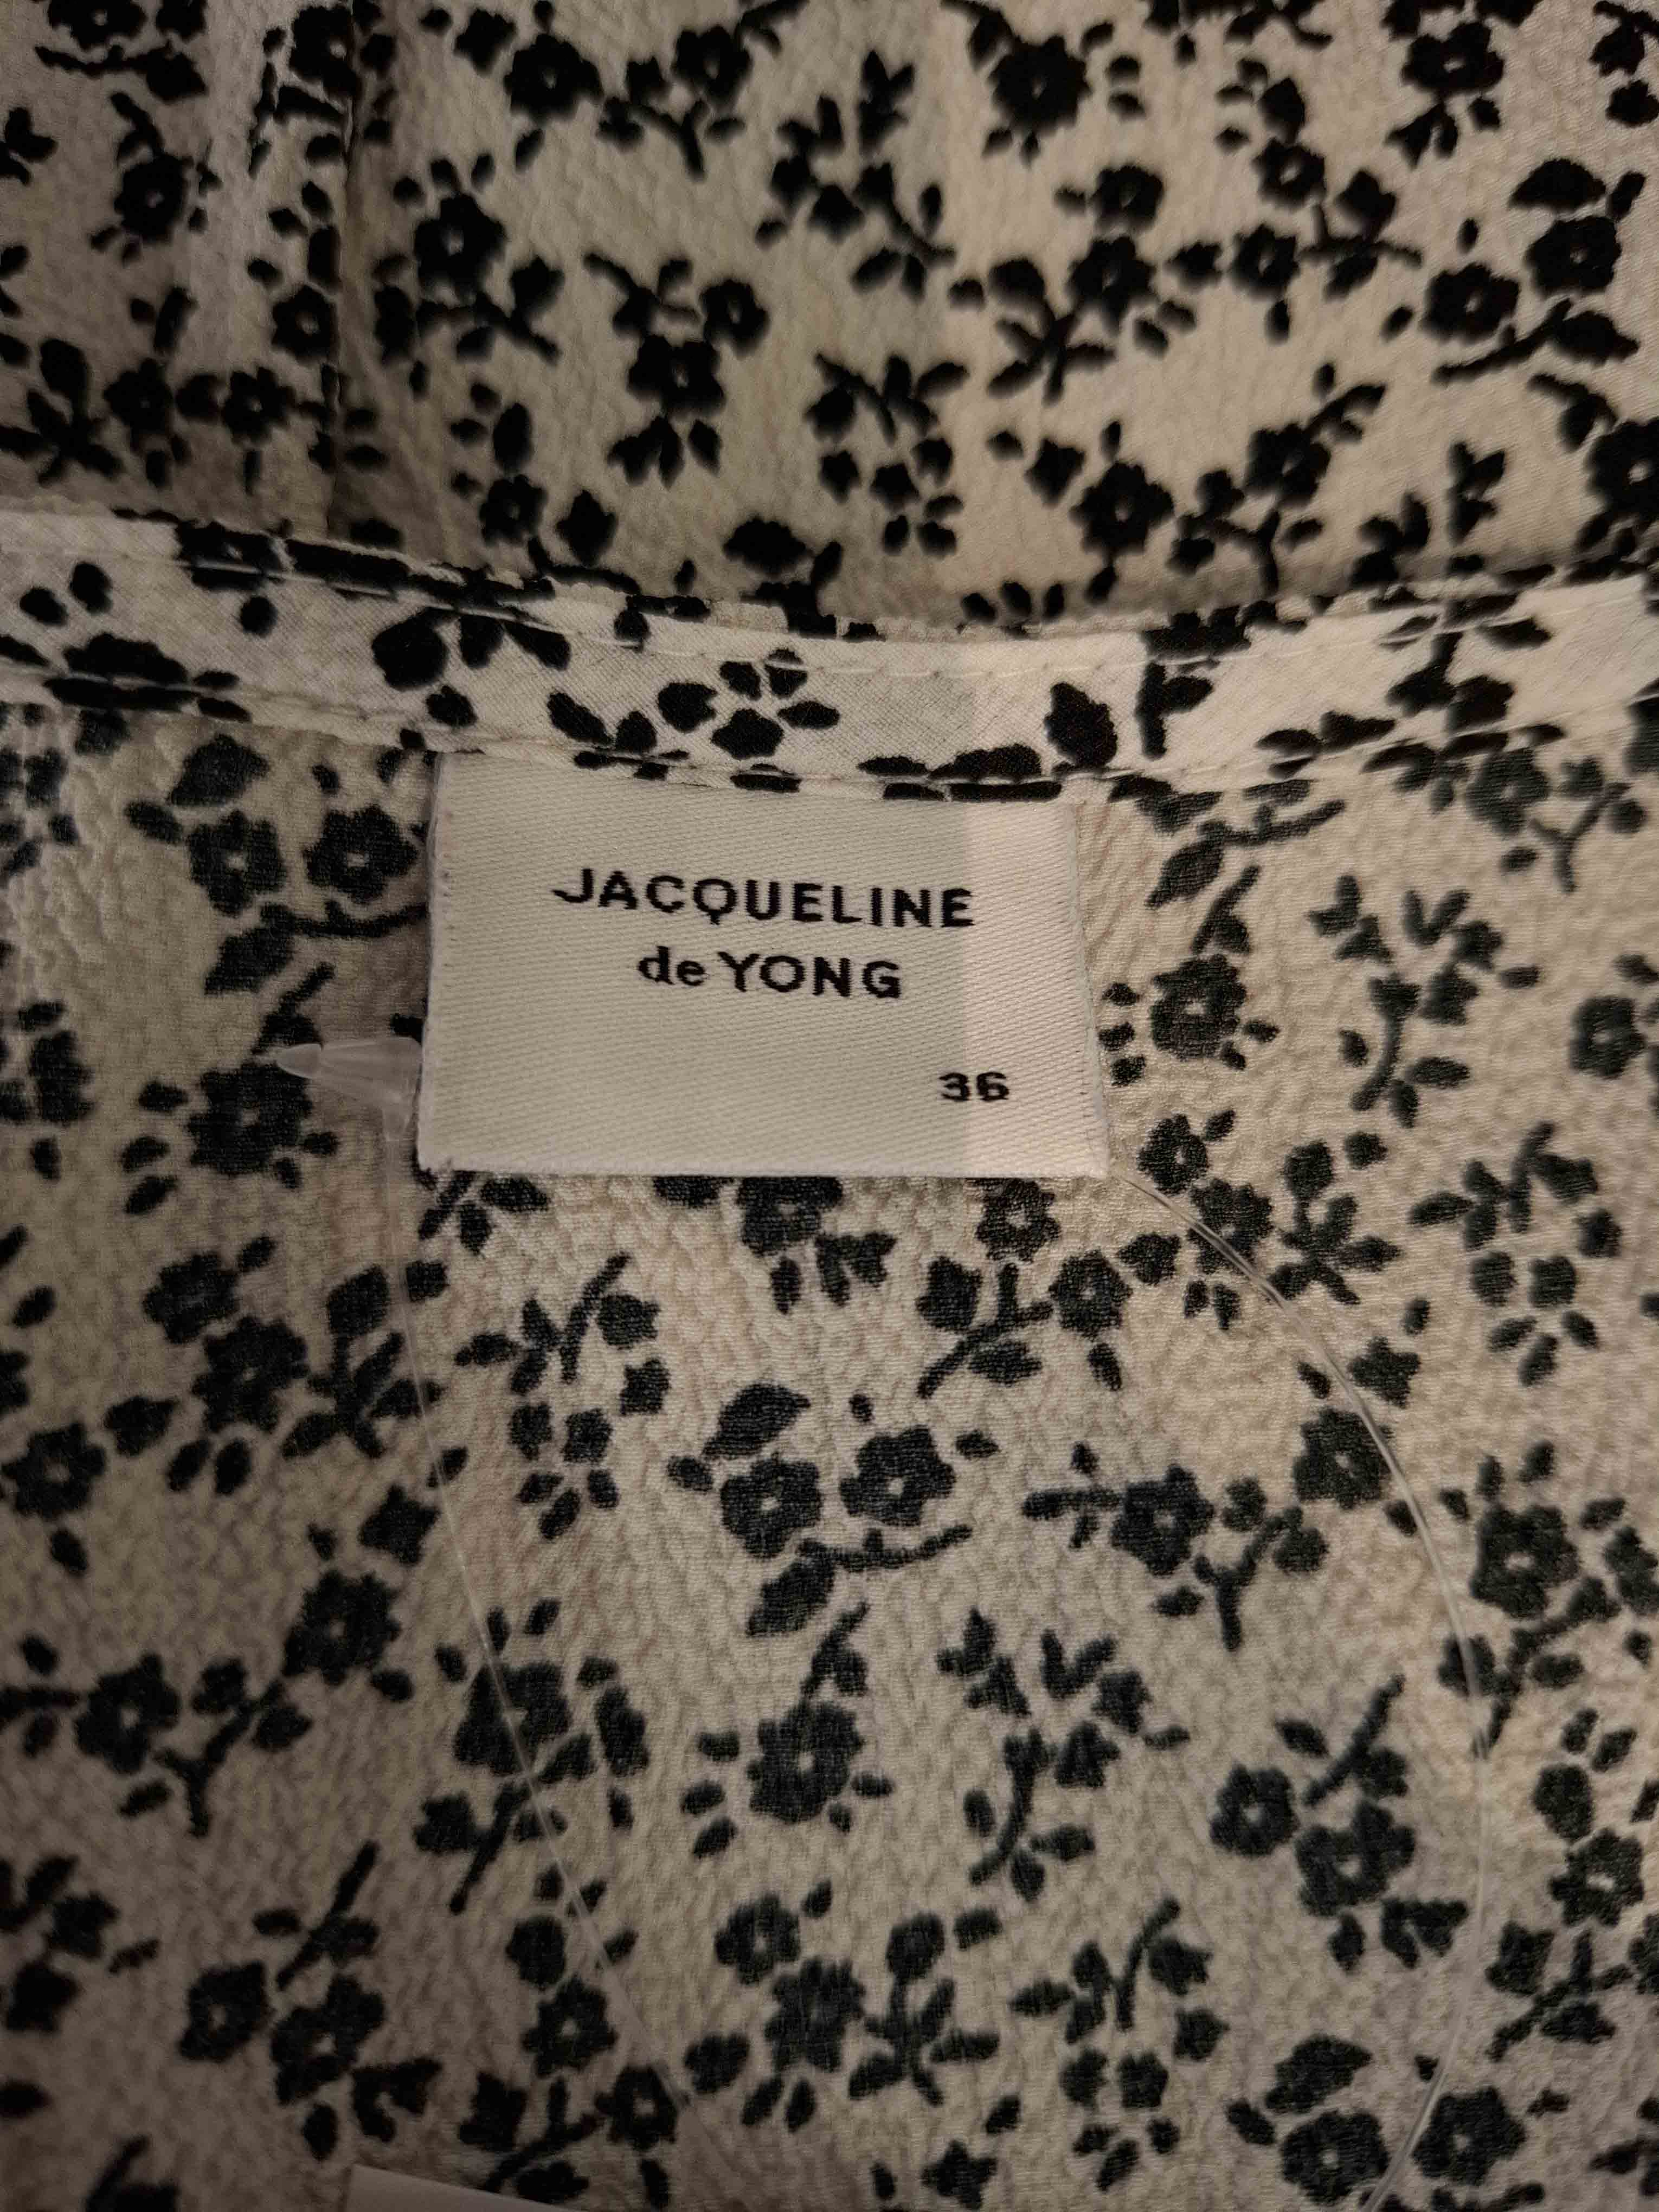 JACQUELINE
de YONG
36